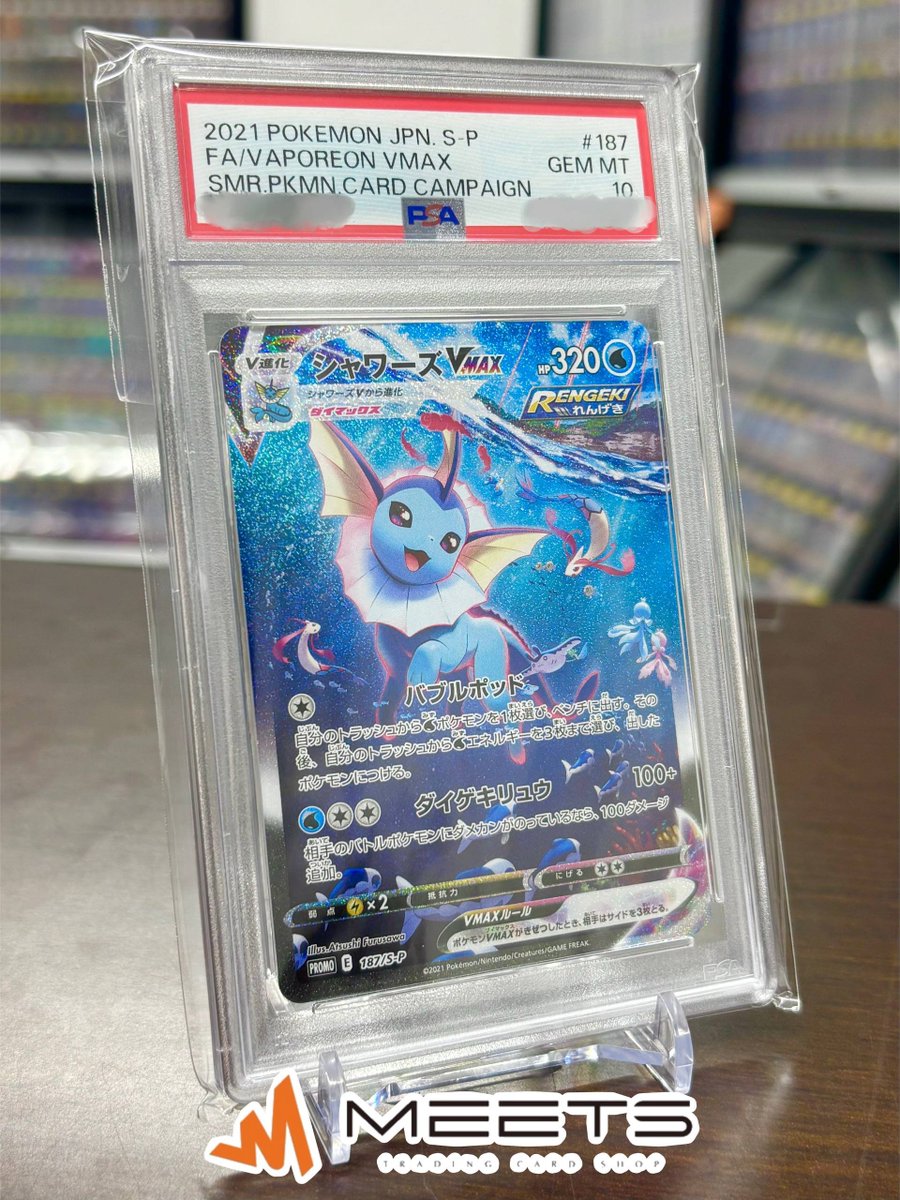 2021 POKEMON JPN. S-P #187
FA/VAPOREON VMAX GEM MT
SMR.PKMN.CARD CAMPAIGN 10
PSA
V進化
シャワーズVMAX HP320
シャワーズVから進化
ダイマックス
RENGEKI
れんげき
バブルポッド
自分のトラッシュからポケモンを1枚選び、ベンチに出す。その
後、自分のトラッシュからエネルギーを3枚まで選び、出した
ポケモンにつける。
ダイゲキリュウ 100+
相手のバトルポケモンにダメカンがのっているなら、100ダメージ
追加。
弱点 ×2 抵抗力 にげる
VMAXルール
ポケモンVMAXがきぜつしたとき、相手はサイドを3枚とる。
Illus.Atsushi Furusawa
PROMO E 187/S-P
©2021 Pokémon/Nintendo/Creatures/GAME FREAK.
MEETS
TRADING CARD SHOP